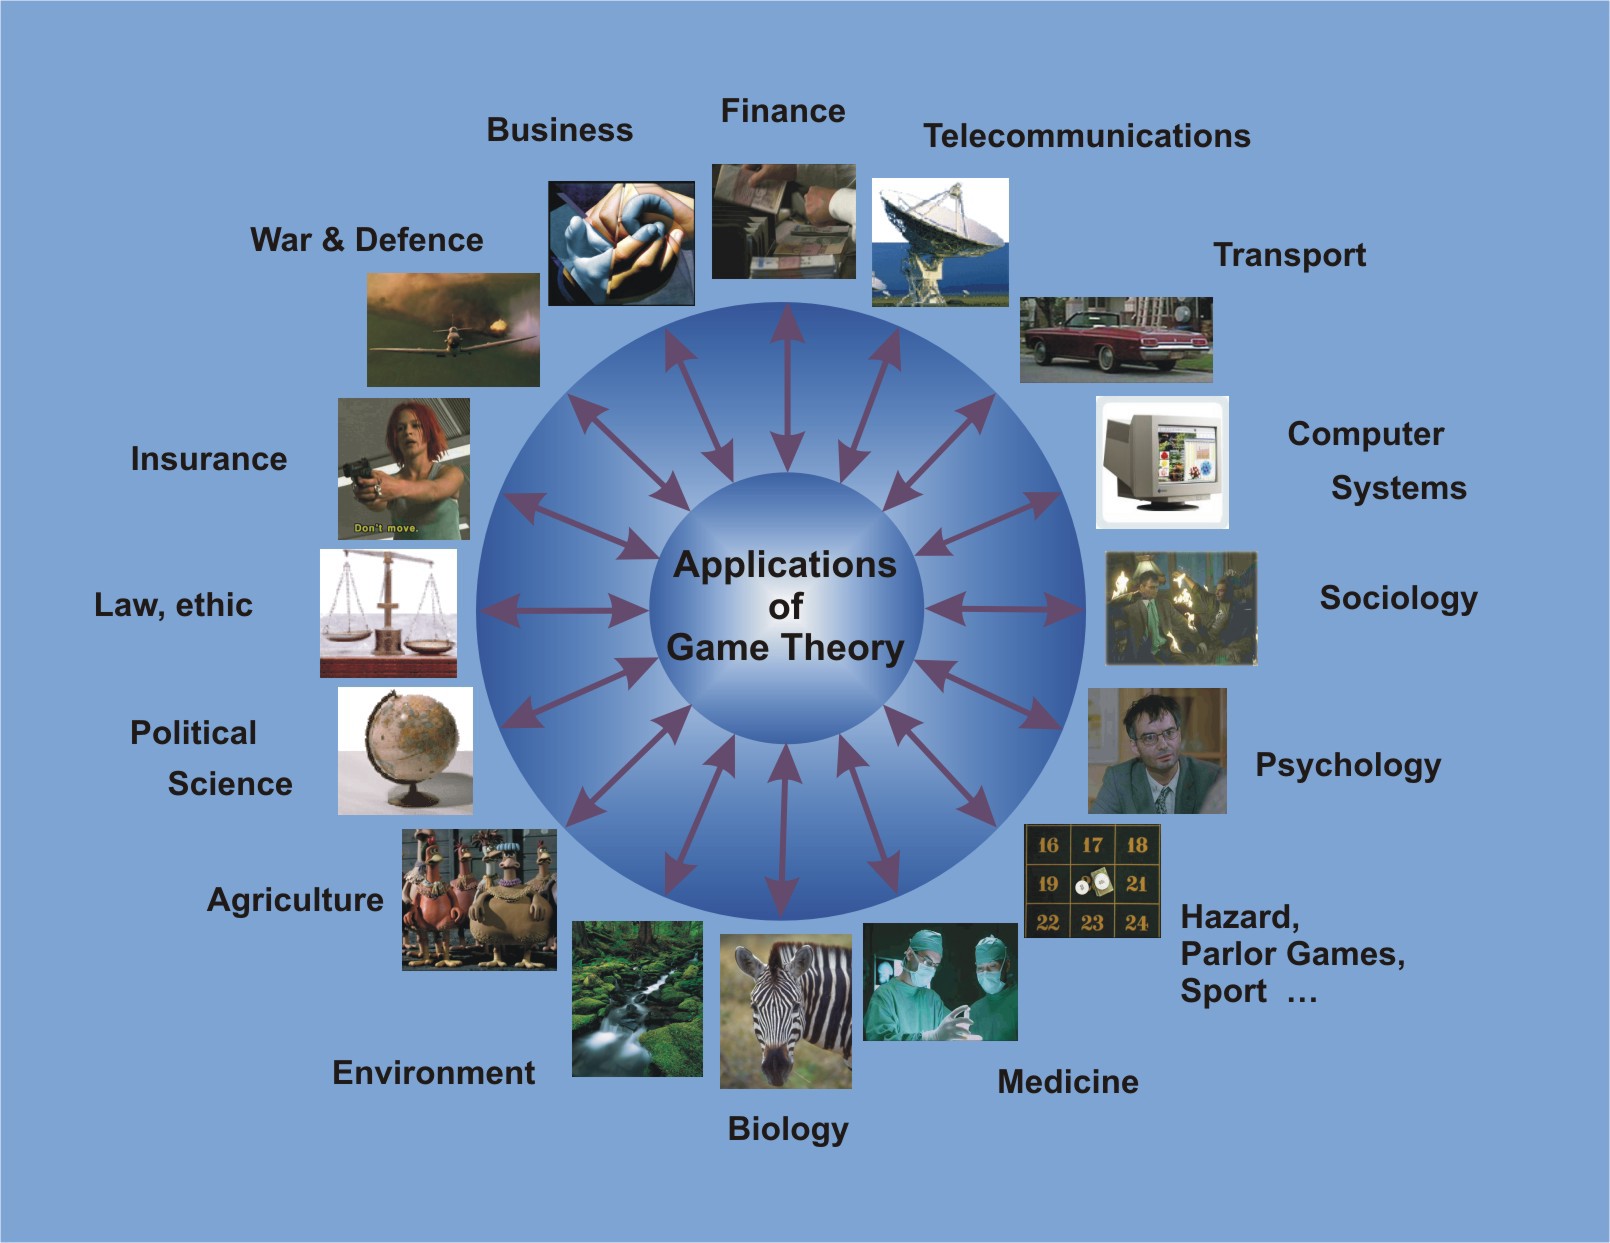 Finance
Business
Telecommunications
War & Defence
Transport
Computer
Systems
Insurance
Don't move.
Applications
of
Game Theory
Law, ethic
Sociology
Political
Science
Psychology
16 17 18
19 21
22 23 24
Agriculture
Hazard,
Parlor Games,
Sport ...
Environment
Medicine
Biology